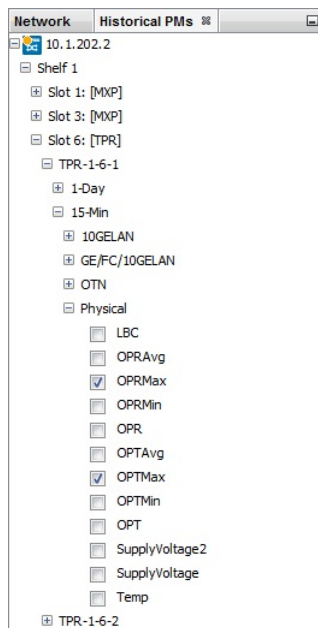 Network Historical PMs
10.1.202.2
Shelf 1
Slot 1: [MXP]
Slot 3: [MXP]
Slot 6: [TPR]
TPR-1-6-1
1-Day
15-Min
10GELAN
GE/FC/10GELAN
OTN
Physical
LBC
OPRAvg
OPRMax
OPRMin
OPR
OPTAvg
OPTMax
OPTMin
OPT
SupplyVoltage2
SupplyVoltage
Temp
TPR-1-6-2